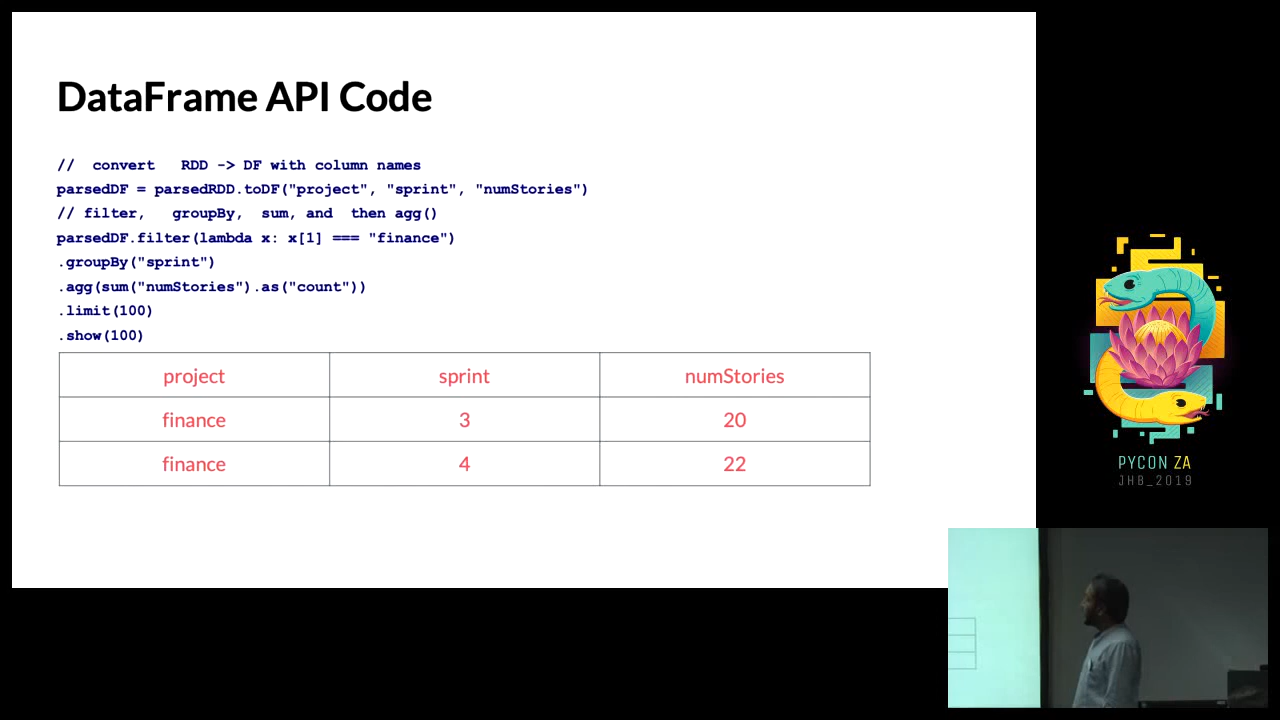 DataFrame API Code
// convert RDD -> DF with column names
parsedDF = parsedRDD.toDF("project", "sprint", "numStories")
// filter, groupBy, sum, and then agg()
parsedDF.filter(lambda x: x[1] === "finance")
.groupBy("sprint")
.agg(sum("numStories").as("count"))
.limit(100)
.show(100)
project sprint numStories
finance 3 20
finance 4 22
PYCON ZA
JHB_2019